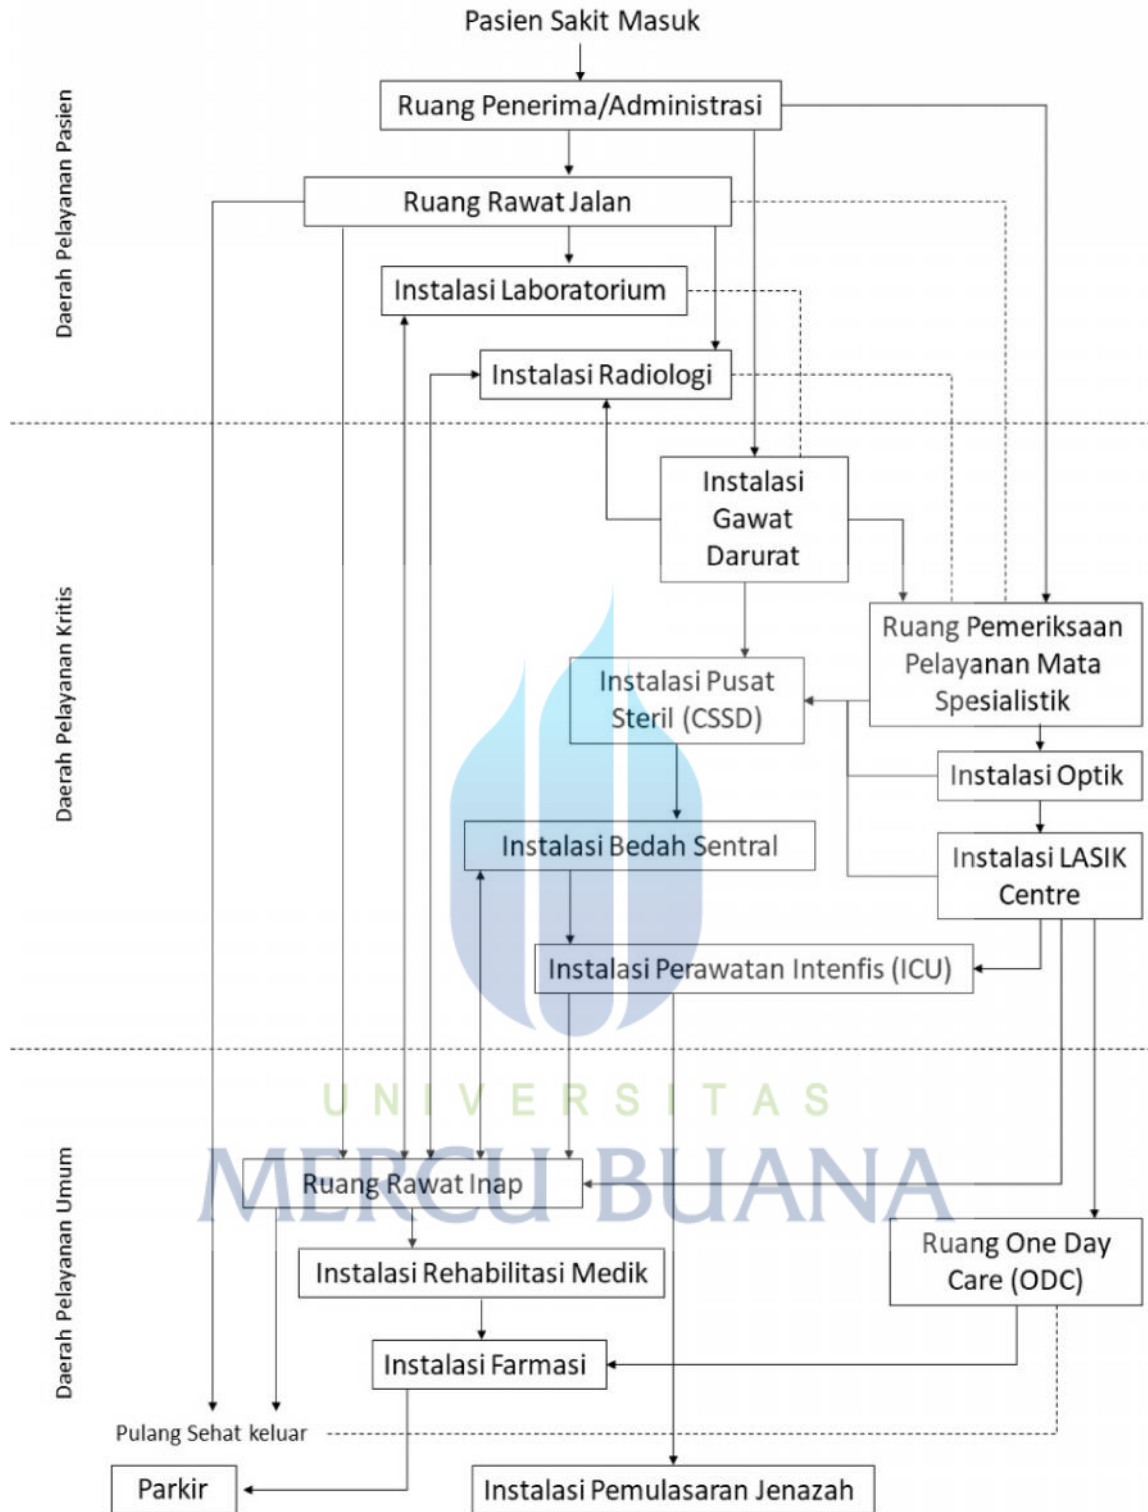 Pasien Sakit Masuk
Daerah Pelayanan Pasien
Ruang Penerima/Administrasi
Ruang Rawat Jalan
Instalasi Laboratorium
Instalasi Radiologi
Daerah Pelayanan Kritis
Instalasi
Gawat
Darurat
Ruang Pemeriksaan
Pelayanan Mata
Spesialistik
Instalasi Pusat
Steril (CSSD)
Instalasi Optik
Instalasi Bedah Sentral
Instalasi LASIK
Centre
Instalasi Perawatan Intenfis (ICU)
UNIVERSITAS
MERCU BUANA
Daerah Pelayanan Umum
Ruang Rawat Inap
Ruang One Day
Care (ODC)
Instalasi Rehabilitasi Medik
Instalasi Farmasi
Pulang Sehat keluar
Parkir
Instalasi Pemulasaran Jenazah